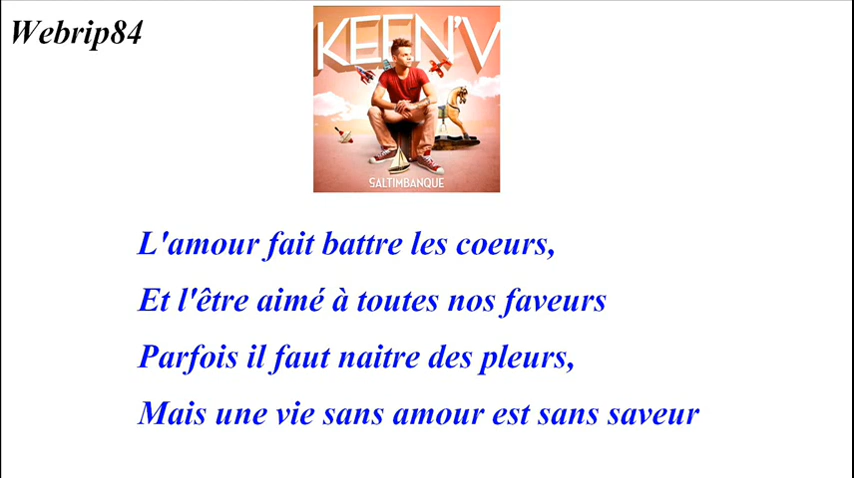 Webrip84
KEEN'V
SALTIMBANQUE
L'amour fait battre les coeurs,
Et l'être aimé à toutes nos faveurs
Parfois il faut naitre des pleurs,
Mais une vie sans amour est sans saveur